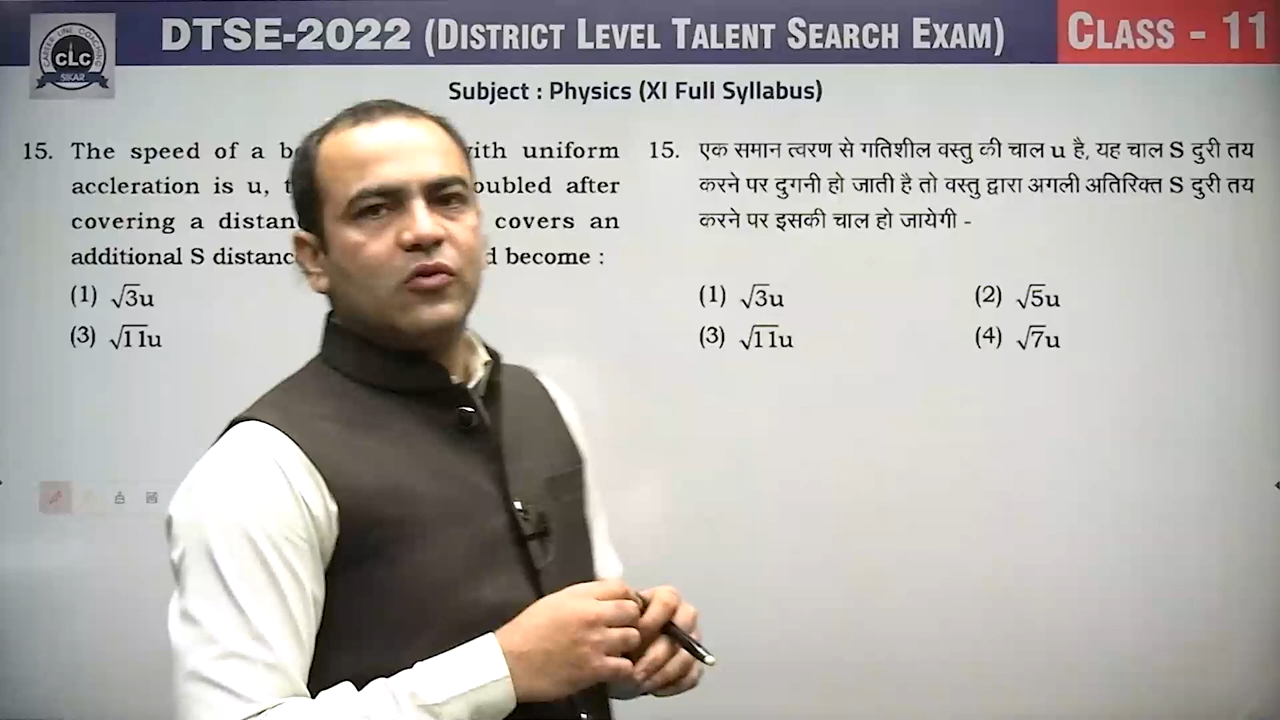 DTSE-2022 (DISTRICT LEVEL TALENT SEARCH EXAM)
CLASS - 11
CAREER LINE COACHING
CLC
SIKAR
Subject : Physics (XI Full Syllabus)
15. The speed of a with uniform
accleration is u, oubled after
covering a covers an
additional S become :
(1) √3u
(3) √11u
15. एक समान त्वरण से गतिशील वस्तु की चाल u है, यह चाल S दुरी तय
करने पर दुगनी हो जाती है तो वस्तु द्वारा अगली अतिरिक्त S दुरी तय
करने पर इसकी चाल हो जायेगी -
(1) √3u (2) √5u
(3) √11u (4) √7u